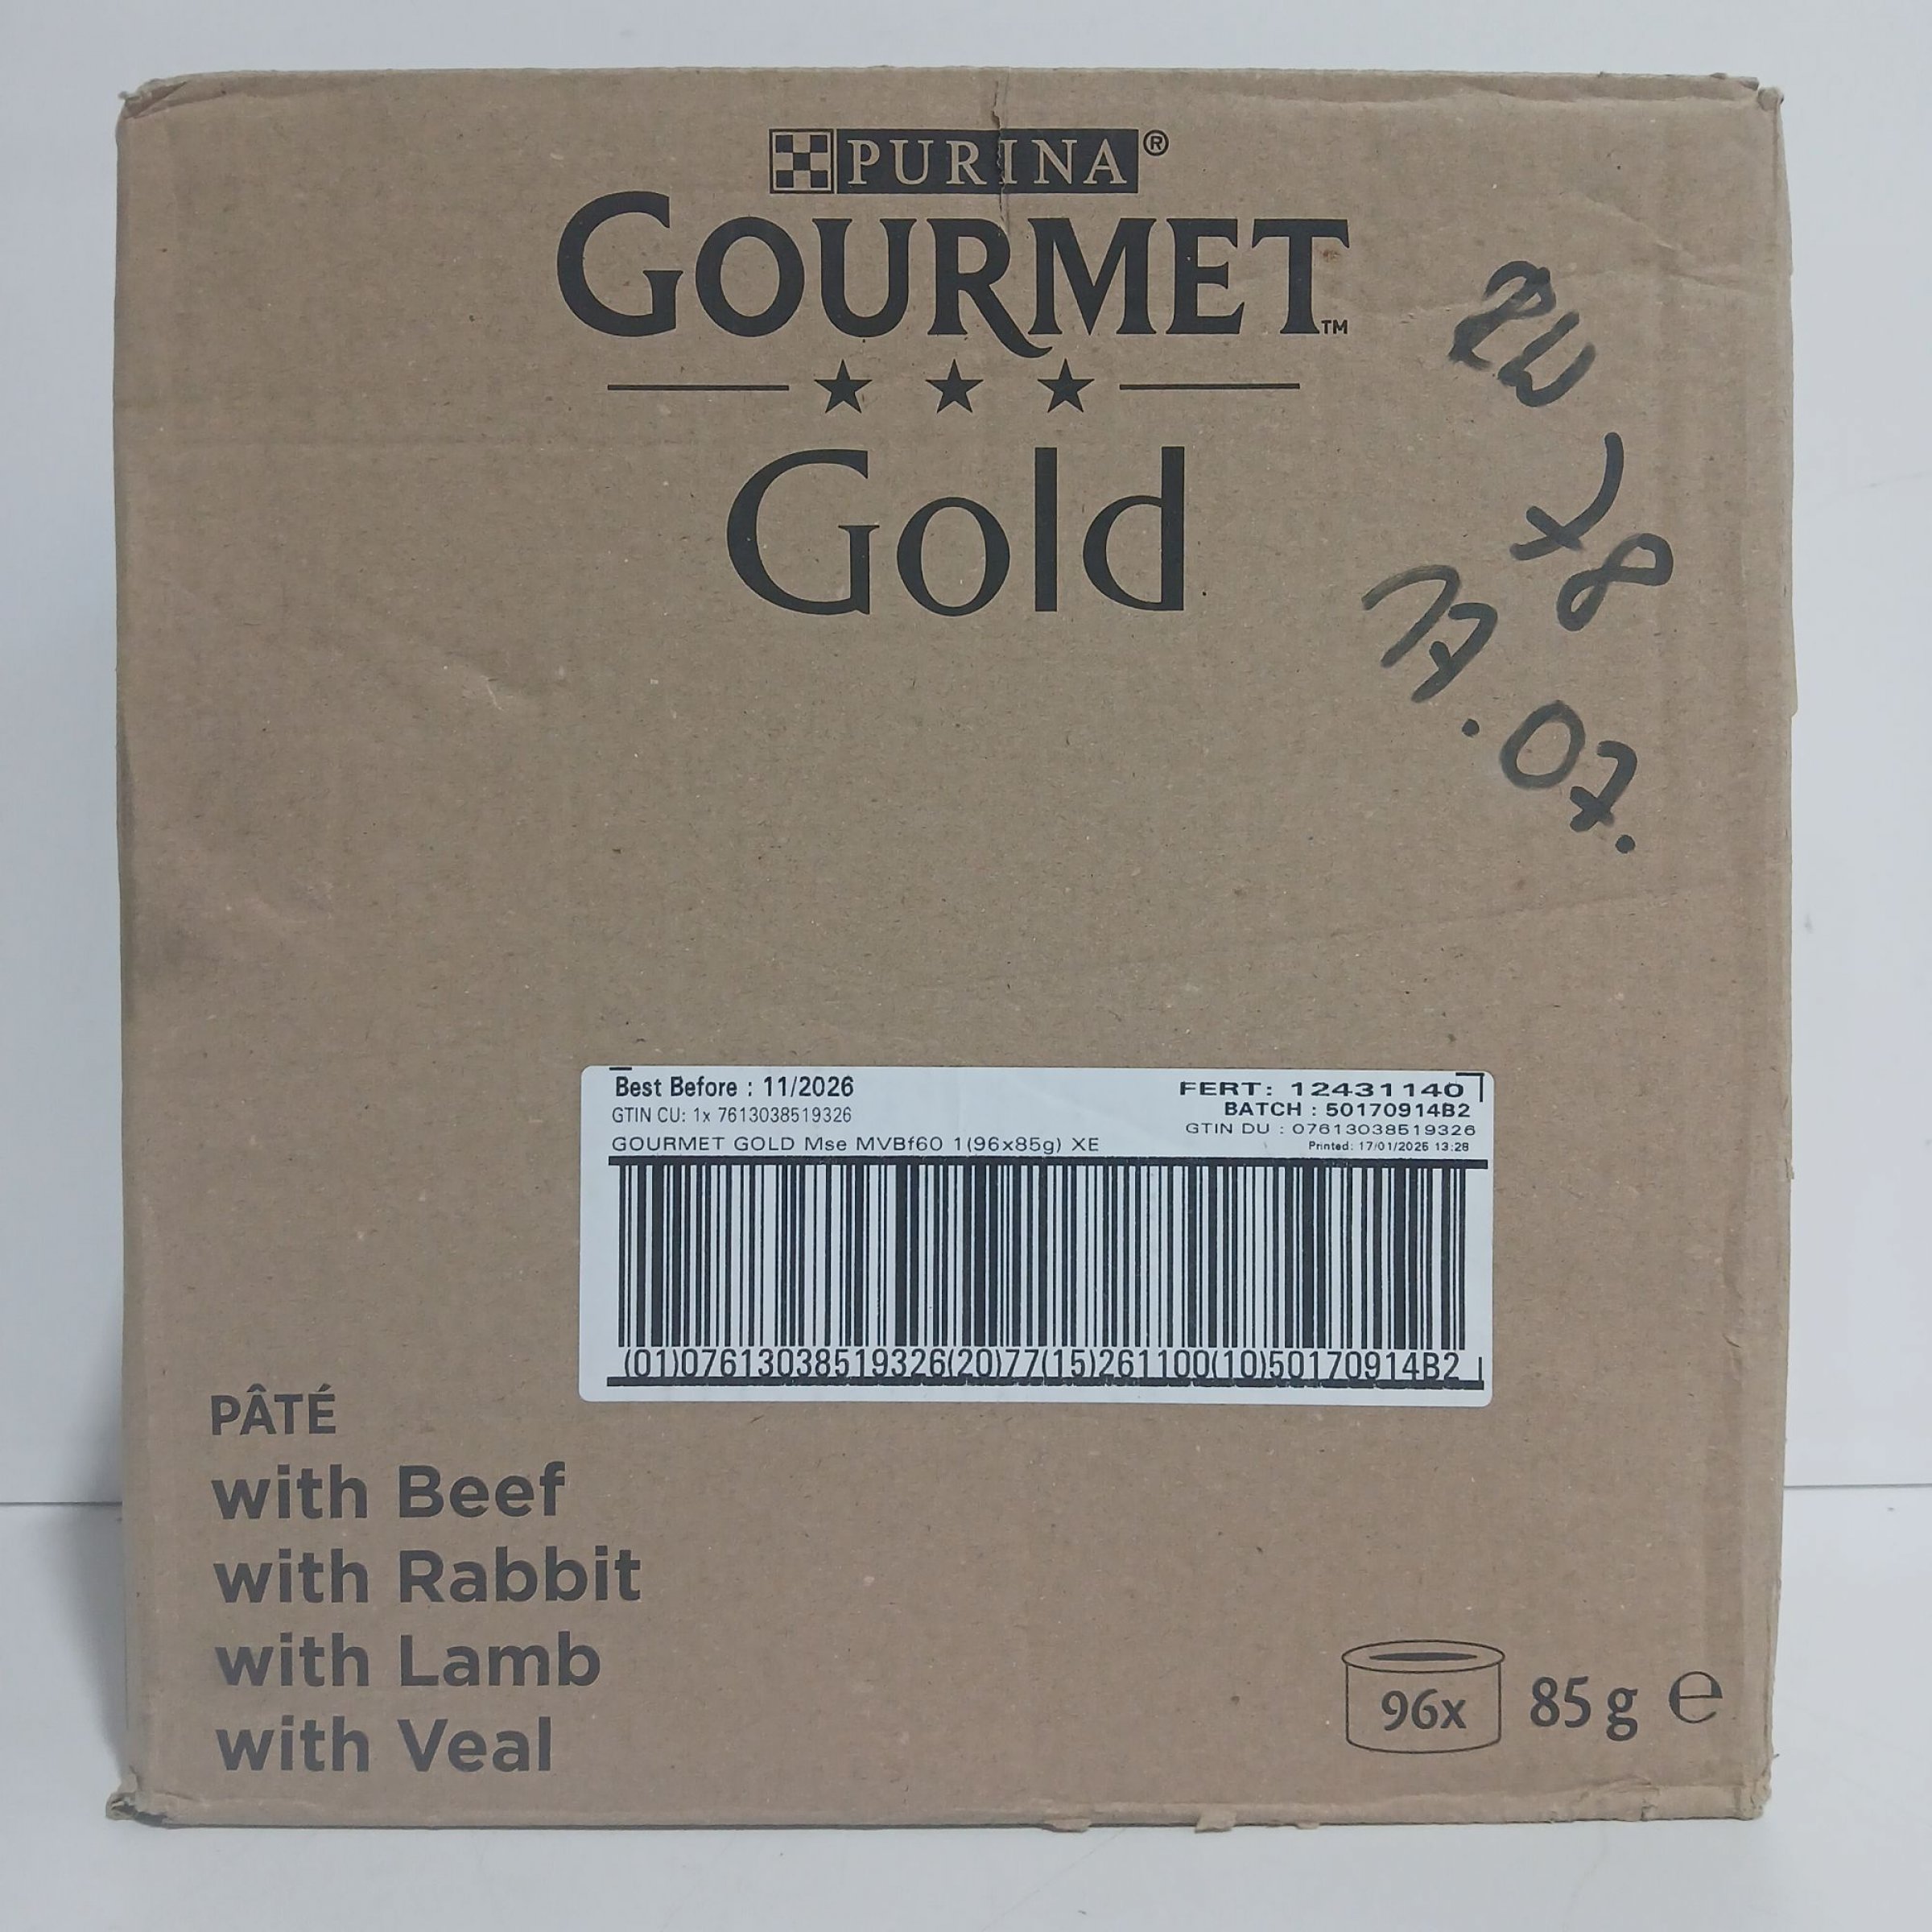 PURINA®
GOURMET™
Gold
Best Before : 11/2026
FERT: 12431140
GTIN CU: 1x 7613038519326
BATCH : 50170914B2
GTIN DU : 07613038519326
GOURMET GOLD Mse MVBf60 1(96x85g) XE
Printed: 17/01/2025 13:28
(01)07613038519326(20)77(15)261100(10)50170914B2
PÂTÉ
with Beef
with Rabbit
with Lamb
with Veal
96x
85 g ℮